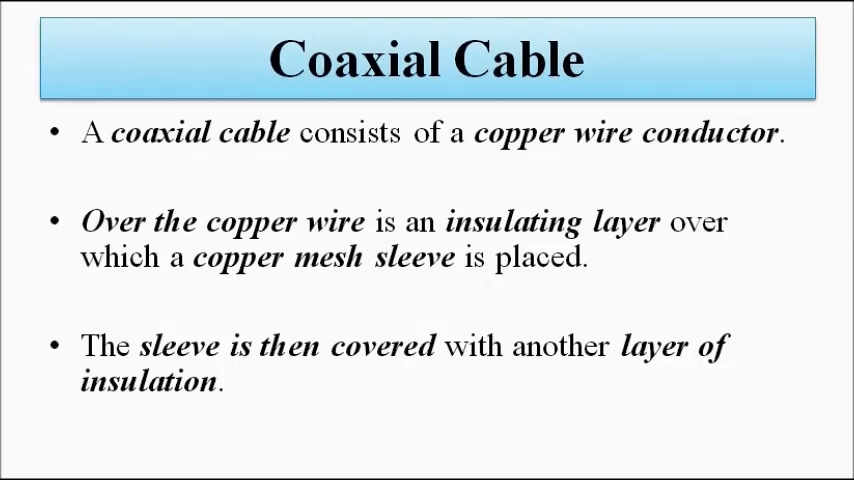 Coaxial Cable
• A coaxial cable consists of a copper wire conductor.
• Over the copper wire is an insulating layer over
which a copper mesh sleeve is placed.
• The sleeve is then covered with another layer of
insulation.